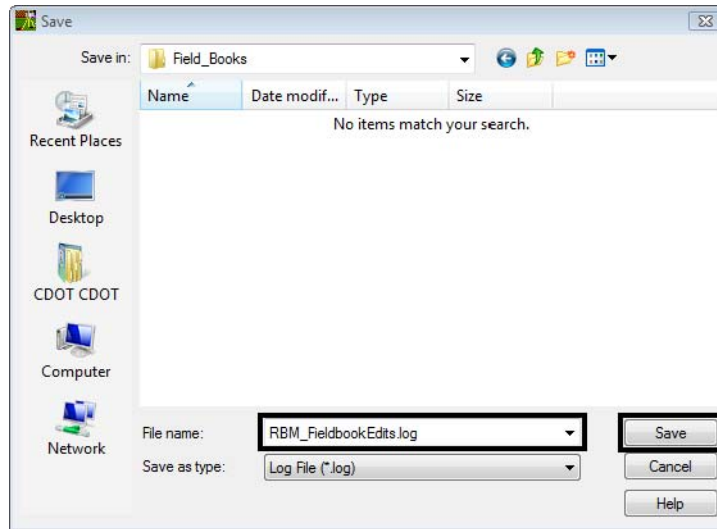 Save
Save in: Field_Books
Name Date modif... Type Size
No items match your search.
Recent Places
Desktop
CDOT CDOT
Computer
Network
File name: RBM_FieldbookEdits.log Save
Save as type: Log File (*.log) Cancel
Help